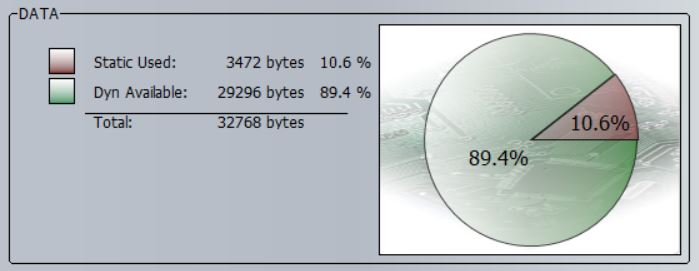 DATA
Static Used: 3472 bytes 10.6 %
Dyn Available: 29296 bytes 89.4 %
Total: 32768 bytes
10.6%
89.4%